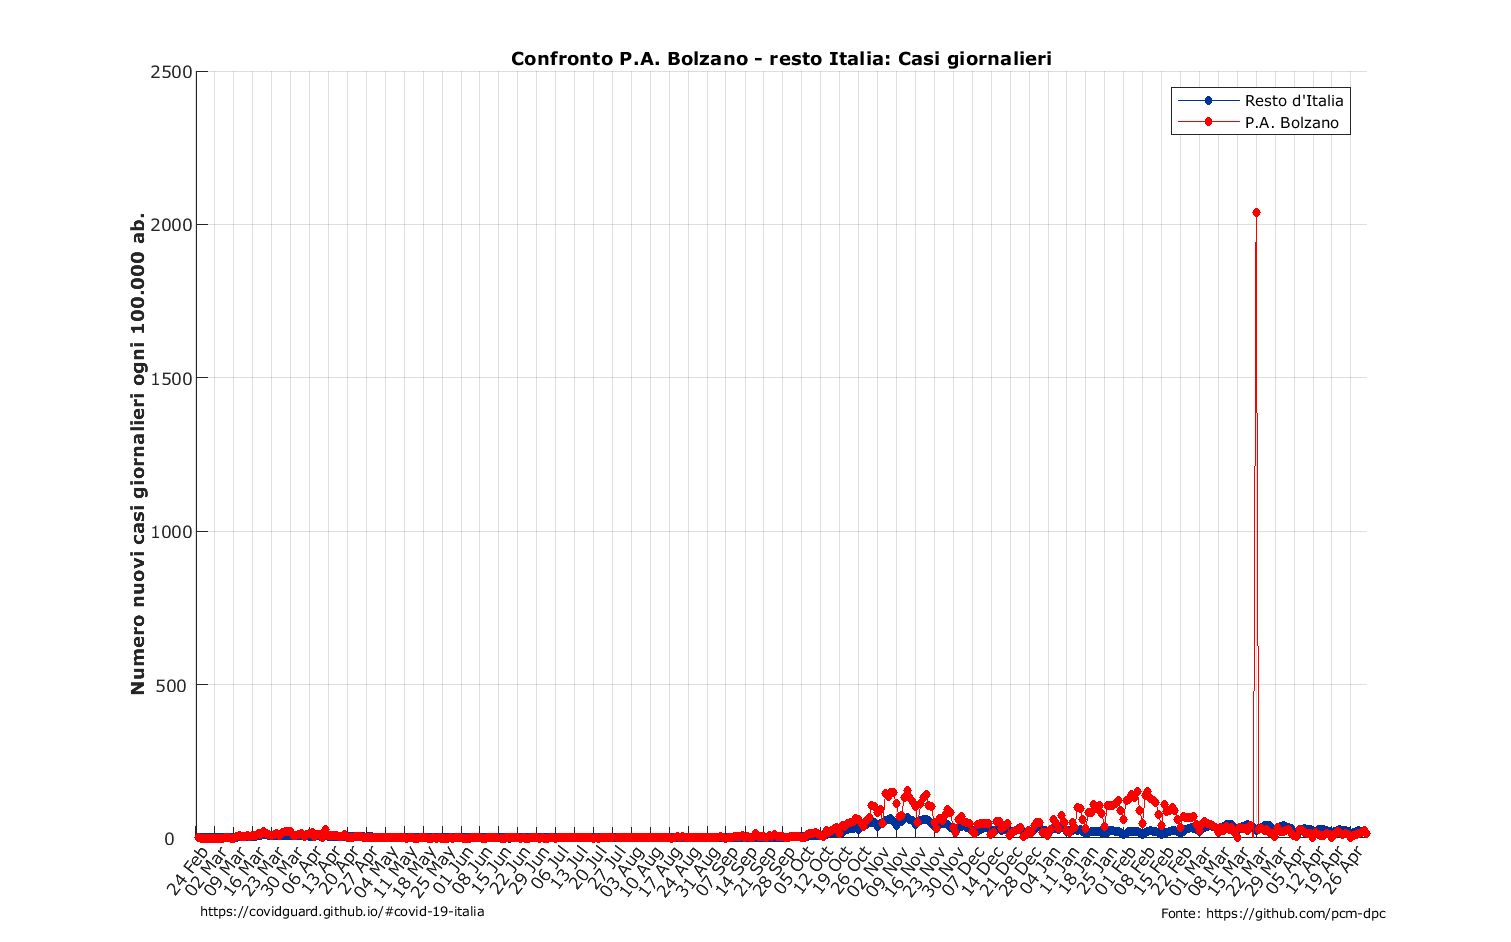 Confronto P.A. Bolzano - resto Italia: Casi giornalieri
Resto d'Italia
P.A. Bolzano
Numero nuovi casi giornalieri ogni 100.000 ab.
2500
2000
1500
1000
500
0
24 Feb
02 Mar
09 Mar
16 Mar
23 Mar
30 Mar
06 Apr
13 Apr
20 Apr
27 Apr
04 May
11 May
18 May
25 May
01 Jun
08 Jun
15 Jun
22 Jun
29 Jun
06 Jul
13 Jul
20 Jul
27 Jul
03 Aug
10 Aug
17 Aug
24 Aug
31 Aug
07 Sep
14 Sep
21 Sep
28 Sep
05 Oct
12 Oct
19 Oct
26 Oct
02 Nov
09 Nov
16 Nov
23 Nov
30 Nov
07 Dec
14 Dec
21 Dec
28 Dec
04 Jan
11 Jan
18 Jan
25 Jan
01 Feb
08 Feb
15 Feb
22 Feb
01 Mar
08 Mar
15 Mar
22 Mar
29 Mar
05 Apr
12 Apr
19 Apr
26 Apr
https://covidguard.github.io/#covid-19-italia
Fonte: https://github.com/pcm-dpc